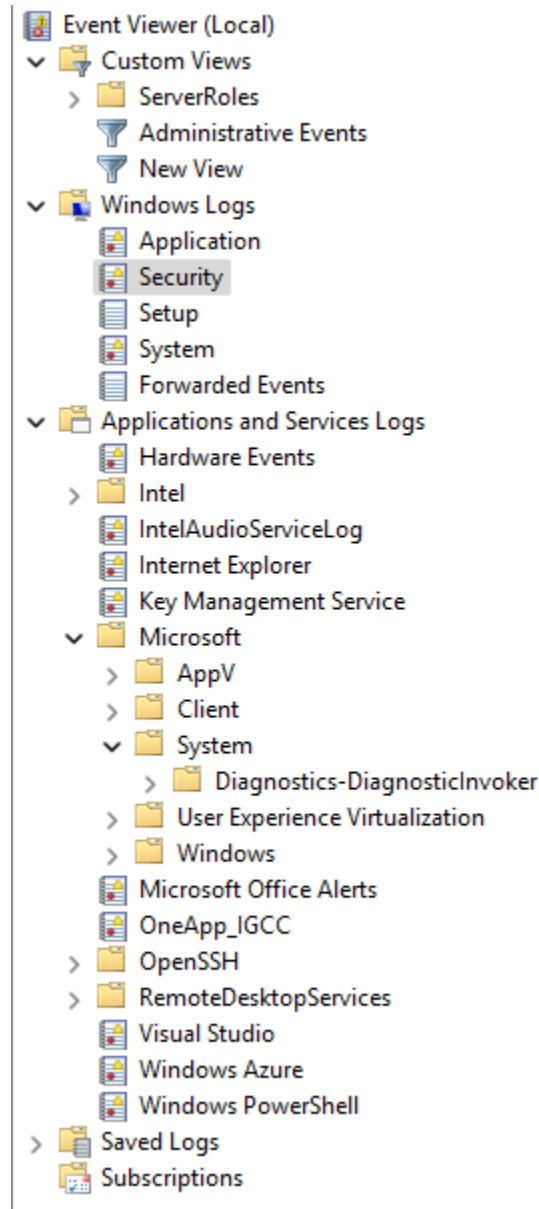 Event Viewer (Local)
Custom Views
ServerRoles
Administrative Events
New View
Windows Logs
Application
Security
Setup
System
Forwarded Events
Applications and Services Logs
Hardware Events
Intel
IntelAudioServiceLog
Internet Explorer
Key Management Service
Microsoft
AppV
Client
System
Diagnostics-DiagnosticInvoker
User Experience Virtualization
Windows
Microsoft Office Alerts
OneApp_IGCC
OpenSSH
RemoteDesktopServices
Visual Studio
Windows Azure
Windows PowerShell
Saved Logs
Subscriptions